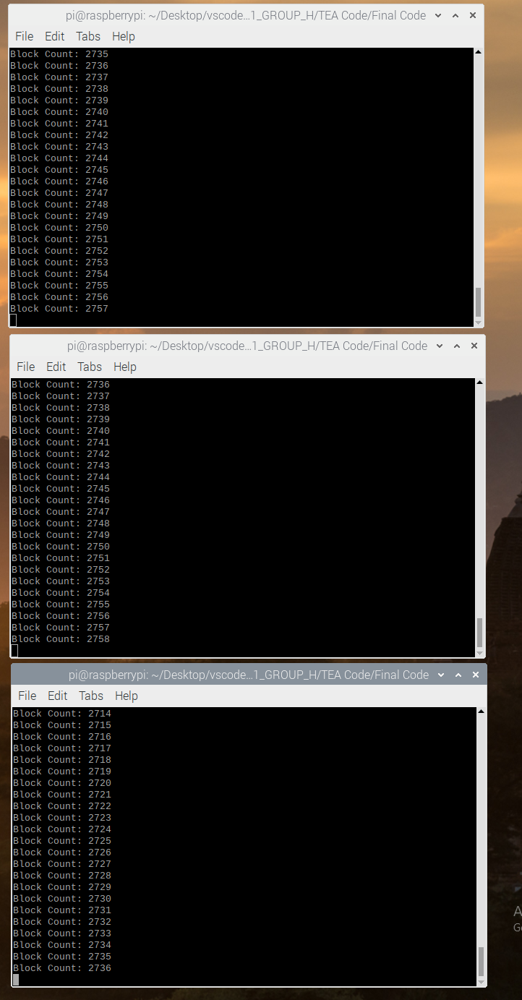 pi@raspberrypi: ~/Desktop/vscode...1_GROUP_H/TEA Code/Final Code
File Edit Tabs Help
Block Count: 2735
Block Count: 2736
Block Count: 2737
Block Count: 2738
Block Count: 2739
Block Count: 2740
Block Count: 2741
Block Count: 2742
Block Count: 2743
Block Count: 2744
Block Count: 2745
Block Count: 2746
Block Count: 2747
Block Count: 2748
Block Count: 2749
Block Count: 2750
Block Count: 2751
Block Count: 2752
Block Count: 2753
Block Count: 2754
Block Count: 2755
Block Count: 2756
Block Count: 2757
pi@raspberrypi: ~/Desktop/vscode...1_GROUP_H/TEA Code/Final Code
File Edit Tabs Help
Block Count: 2736
Block Count: 2737
Block Count: 2738
Block Count: 2739
Block Count: 2740
Block Count: 2741
Block Count: 2742
Block Count: 2743
Block Count: 2744
Block Count: 2745
Block Count: 2746
Block Count: 2747
Block Count: 2748
Block Count: 2749
Block Count: 2750
Block Count: 2751
Block Count: 2752
Block Count: 2753
Block Count: 2754
Block Count: 2755
Block Count: 2756
Block Count: 2757
Block Count: 2758
pi@raspberrypi: ~/Desktop/vscode...1_GROUP_H/TEA Code/Final Code
File Edit Tabs Help
Block Count: 2714
Block Count: 2715
Block Count: 2716
Block Count: 2717
Block Count: 2718
Block Count: 2719
Block Count: 2720
Block Count: 2721
Block Count: 2722
Block Count: 2723
Block Count: 2724
Block Count: 2725
Block Count: 2726
Block Count: 2727
Block Count: 2728
Block Count: 2729
Block Count: 2730
Block Count: 2731
Block Count: 2732
Block Count: 2733
Block Count: 2734
Block Count: 2735
Block Count: 2736